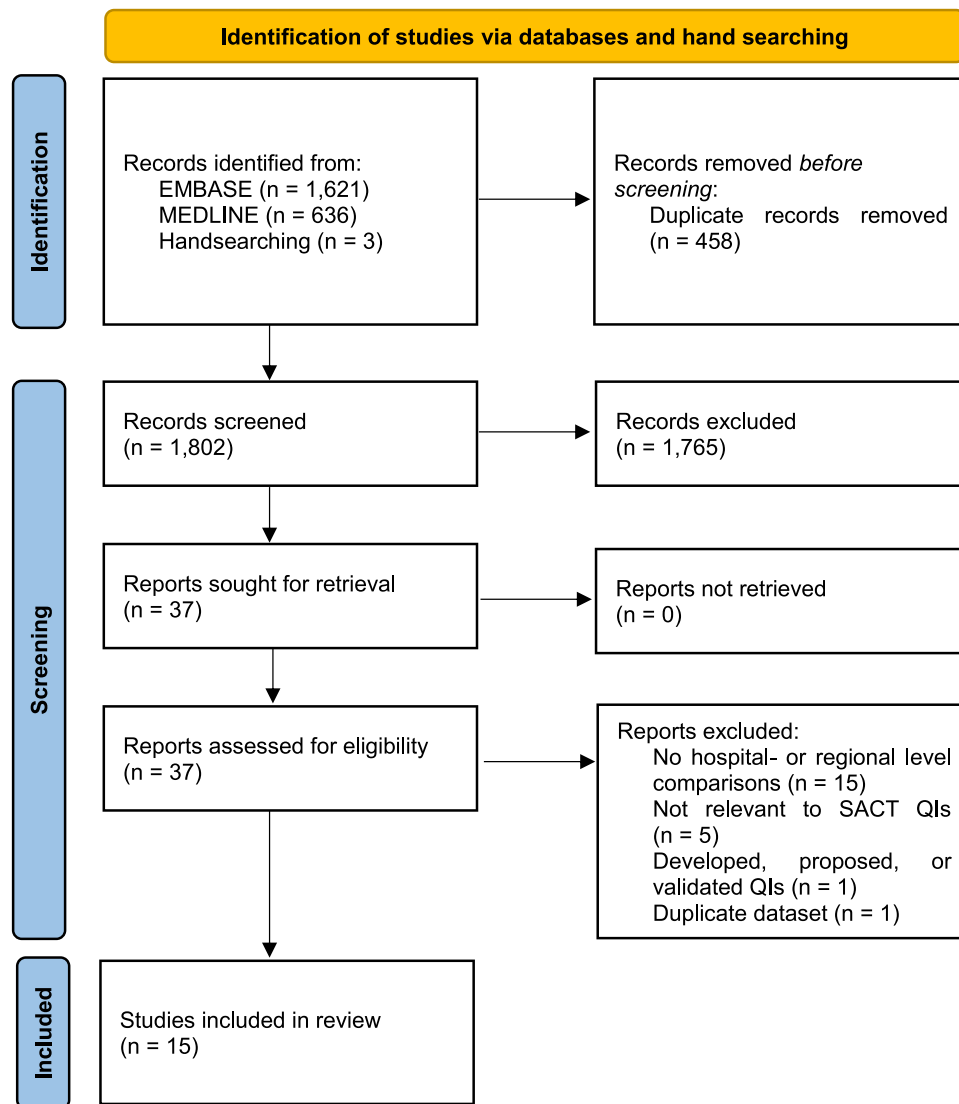 Identification of studies via databases and hand searching
Identification
Records identified from:
EMBASE (n = 1,621)
MEDLINE (n = 636)
Handsearching (n = 3)
Records removed before
screening:
Duplicate records removed
(n = 458)
Screening
Records screened
(n = 1,802)
Records excluded
(n = 1,765)
Reports sought for retrieval
(n = 37)
Reports not retrieved
(n = 0)
Reports assessed for eligibility
(n = 37)
Reports excluded:
No hospital- or regional level
comparisons (n = 15)
Not relevant to SACT QIs
(n = 5)
Developed, proposed, or
validated QIs (n = 1)
Duplicate dataset (n = 1)
Included
Studies included in review
(n = 15)